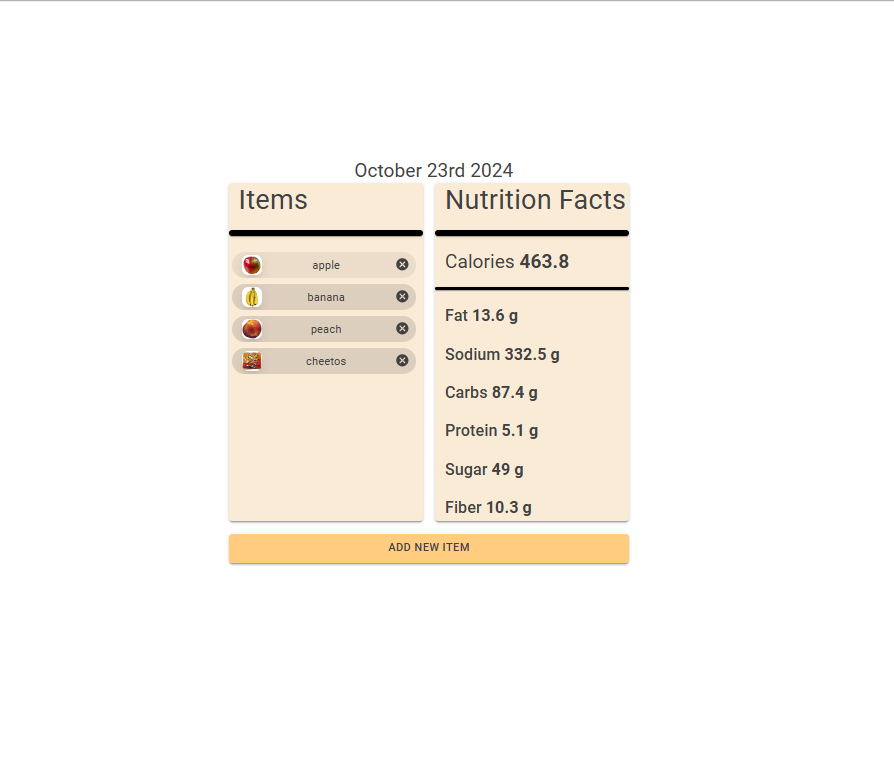 October 23rd 2024
Items
apple
banana
peach
cheetos
Nutrition Facts
Calories 463.8
Fat 13.6 g
Sodium 332.5 g
Carbs 87.4 g
Protein 5.1 g
Sugar 49 g
Fiber 10.3 g
ADD NEW ITEM